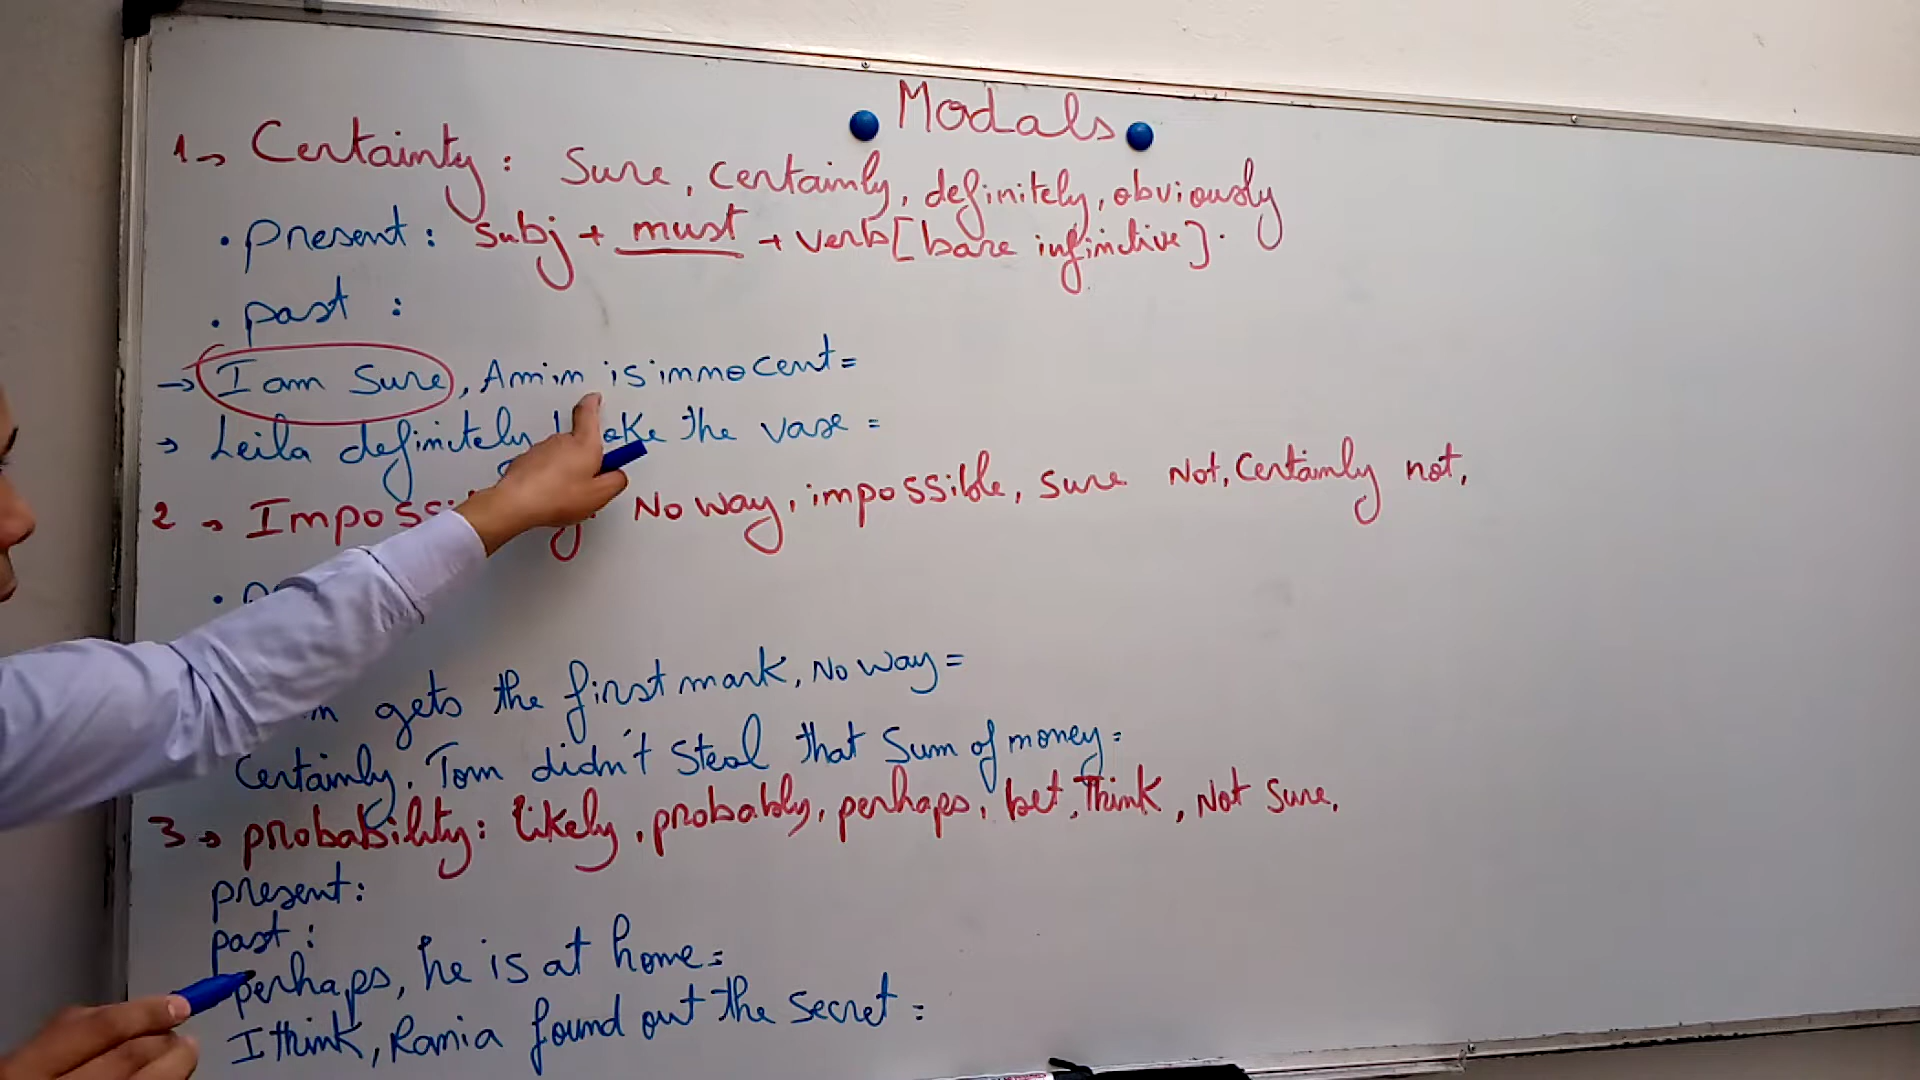 Modals
1 → Certainty : Sure, Certainly, definitely, obviously
• present : subj + must + verb [bare infinitive].
• past :
→ I am Sure, Amin is innocent =
→ Leila definitely the vase =
2 → No way, impossible, sure Not, Certainly not,
gets the first mark, No way =
Certainly, Tom didn't Steal that Sum of money =
3 → probability : likely, probably, perhaps, bet, think, Not Sure,
present :
past :
perhaps, he is at home =
I think, Rania found out the secret =